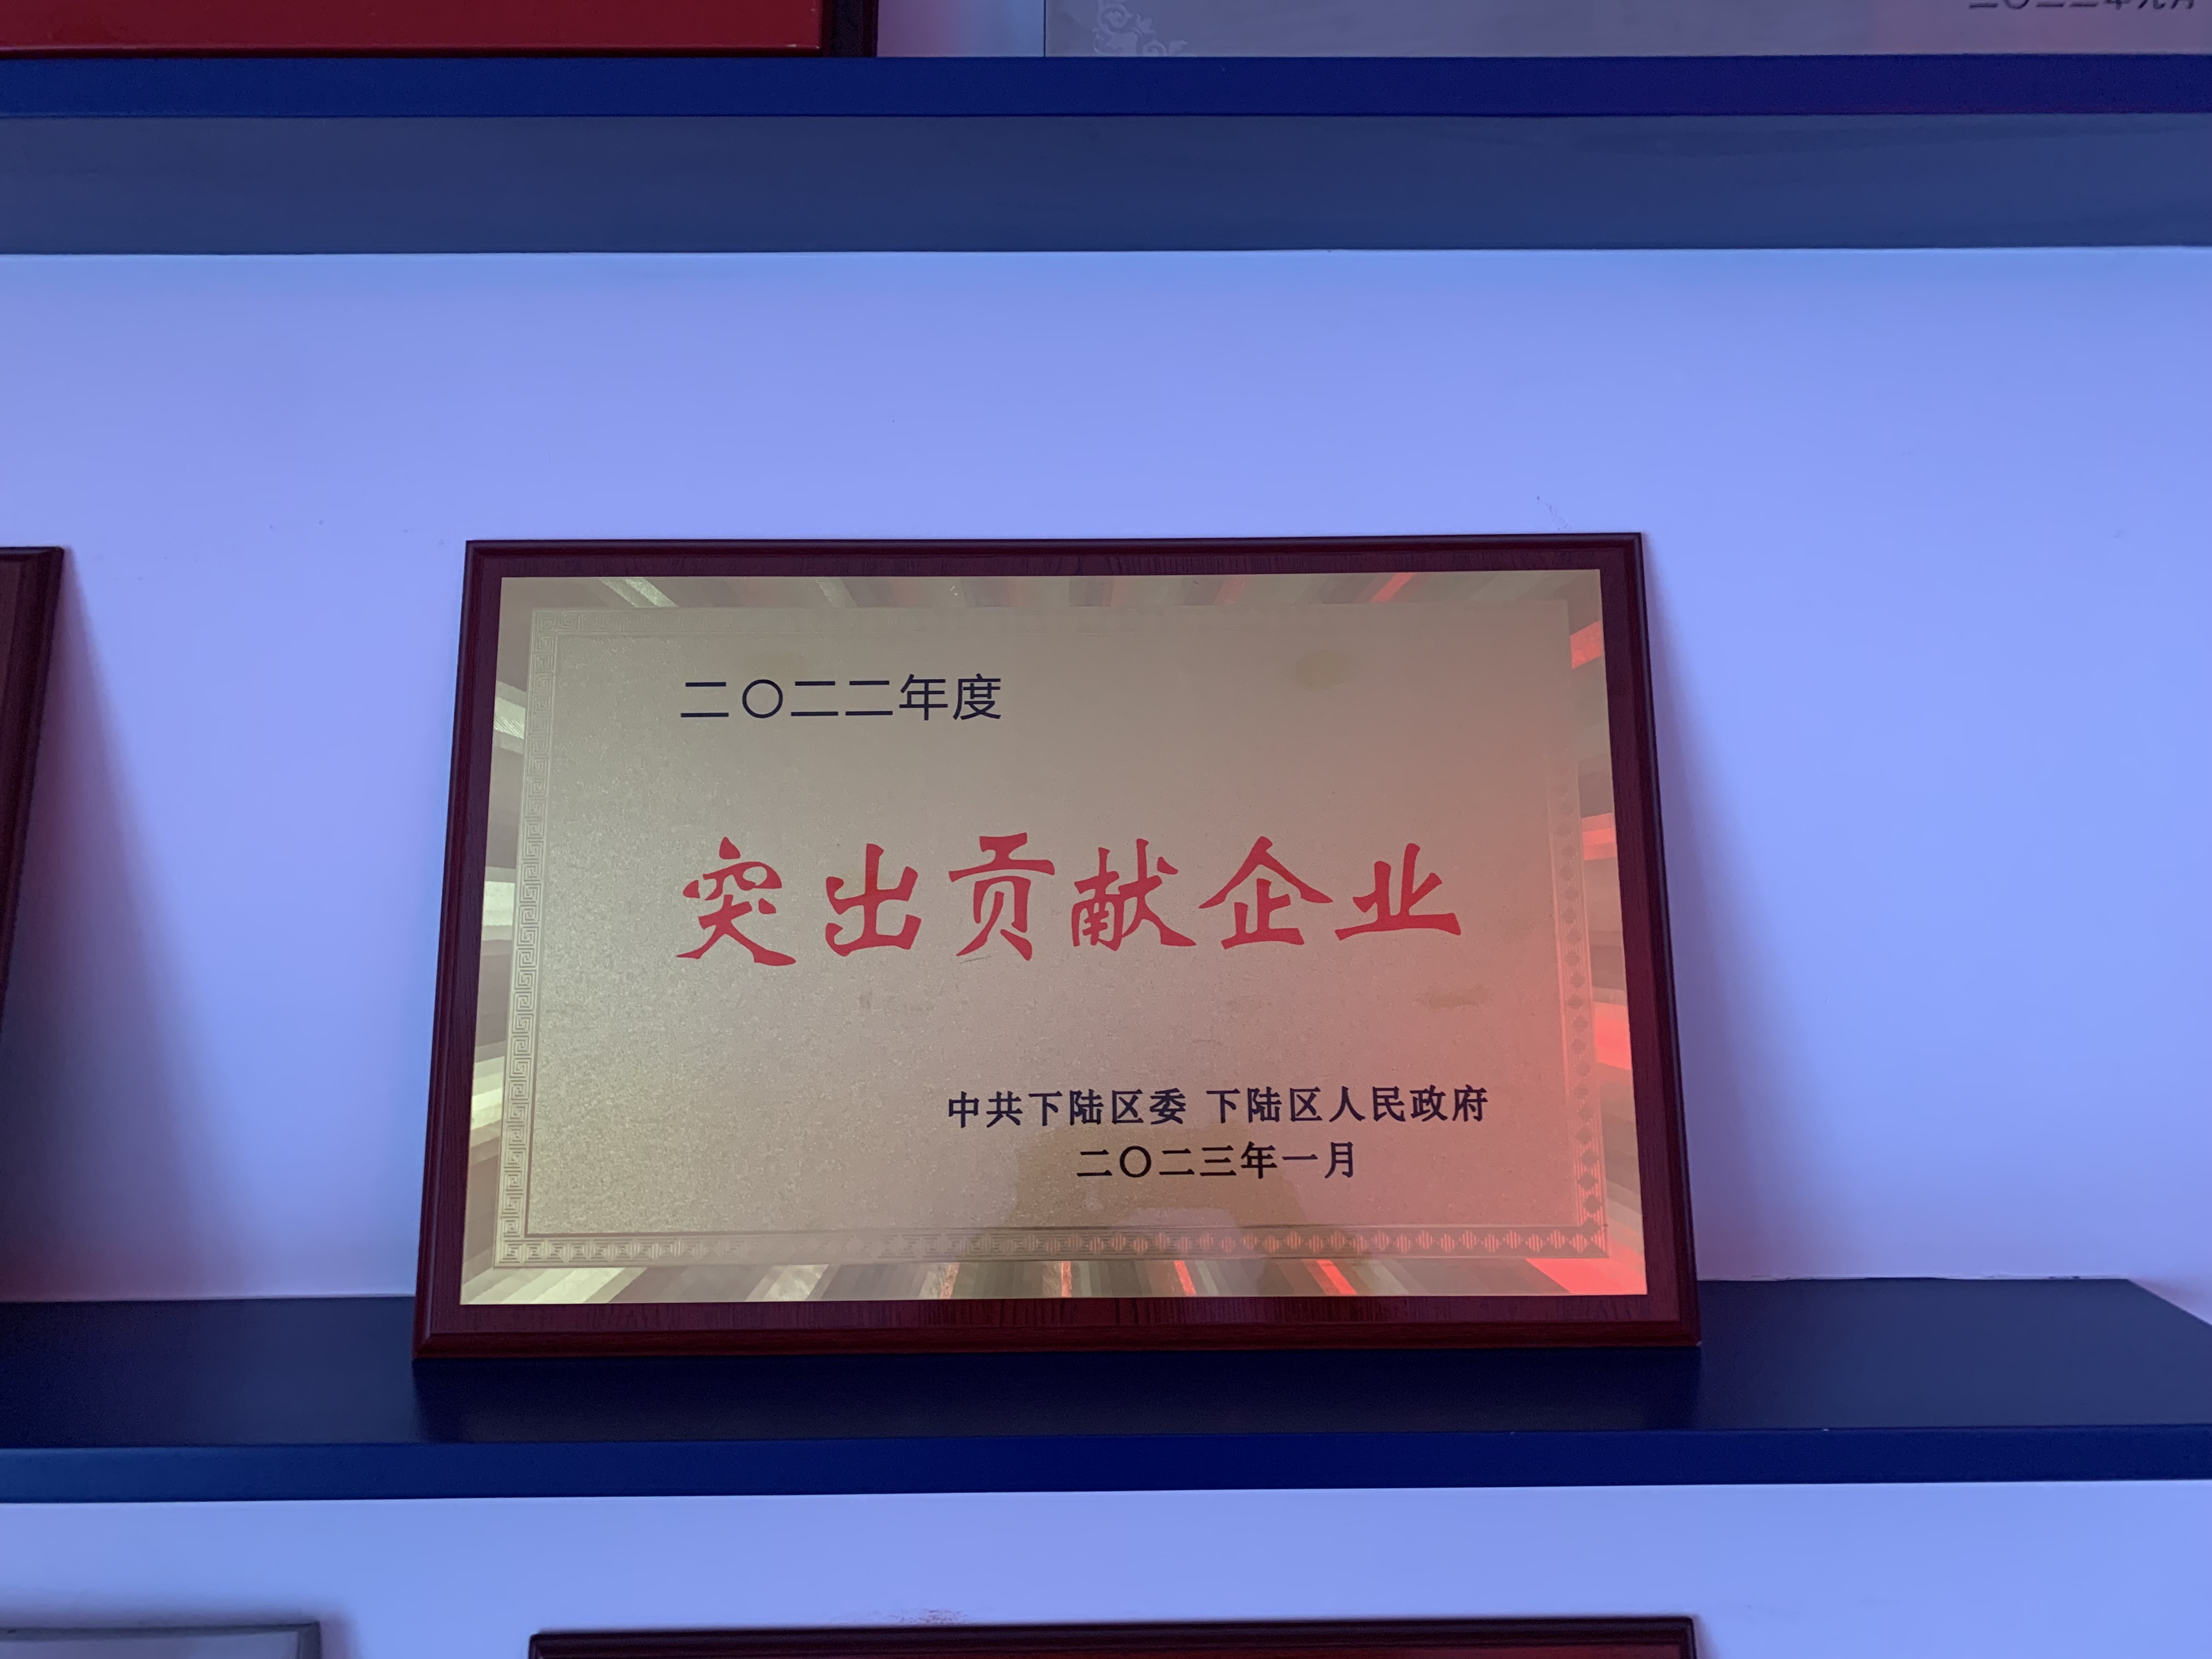 二〇二二年度
突出贡献企业
中共下陆区委 下陆区人民政府
二〇二三年一月